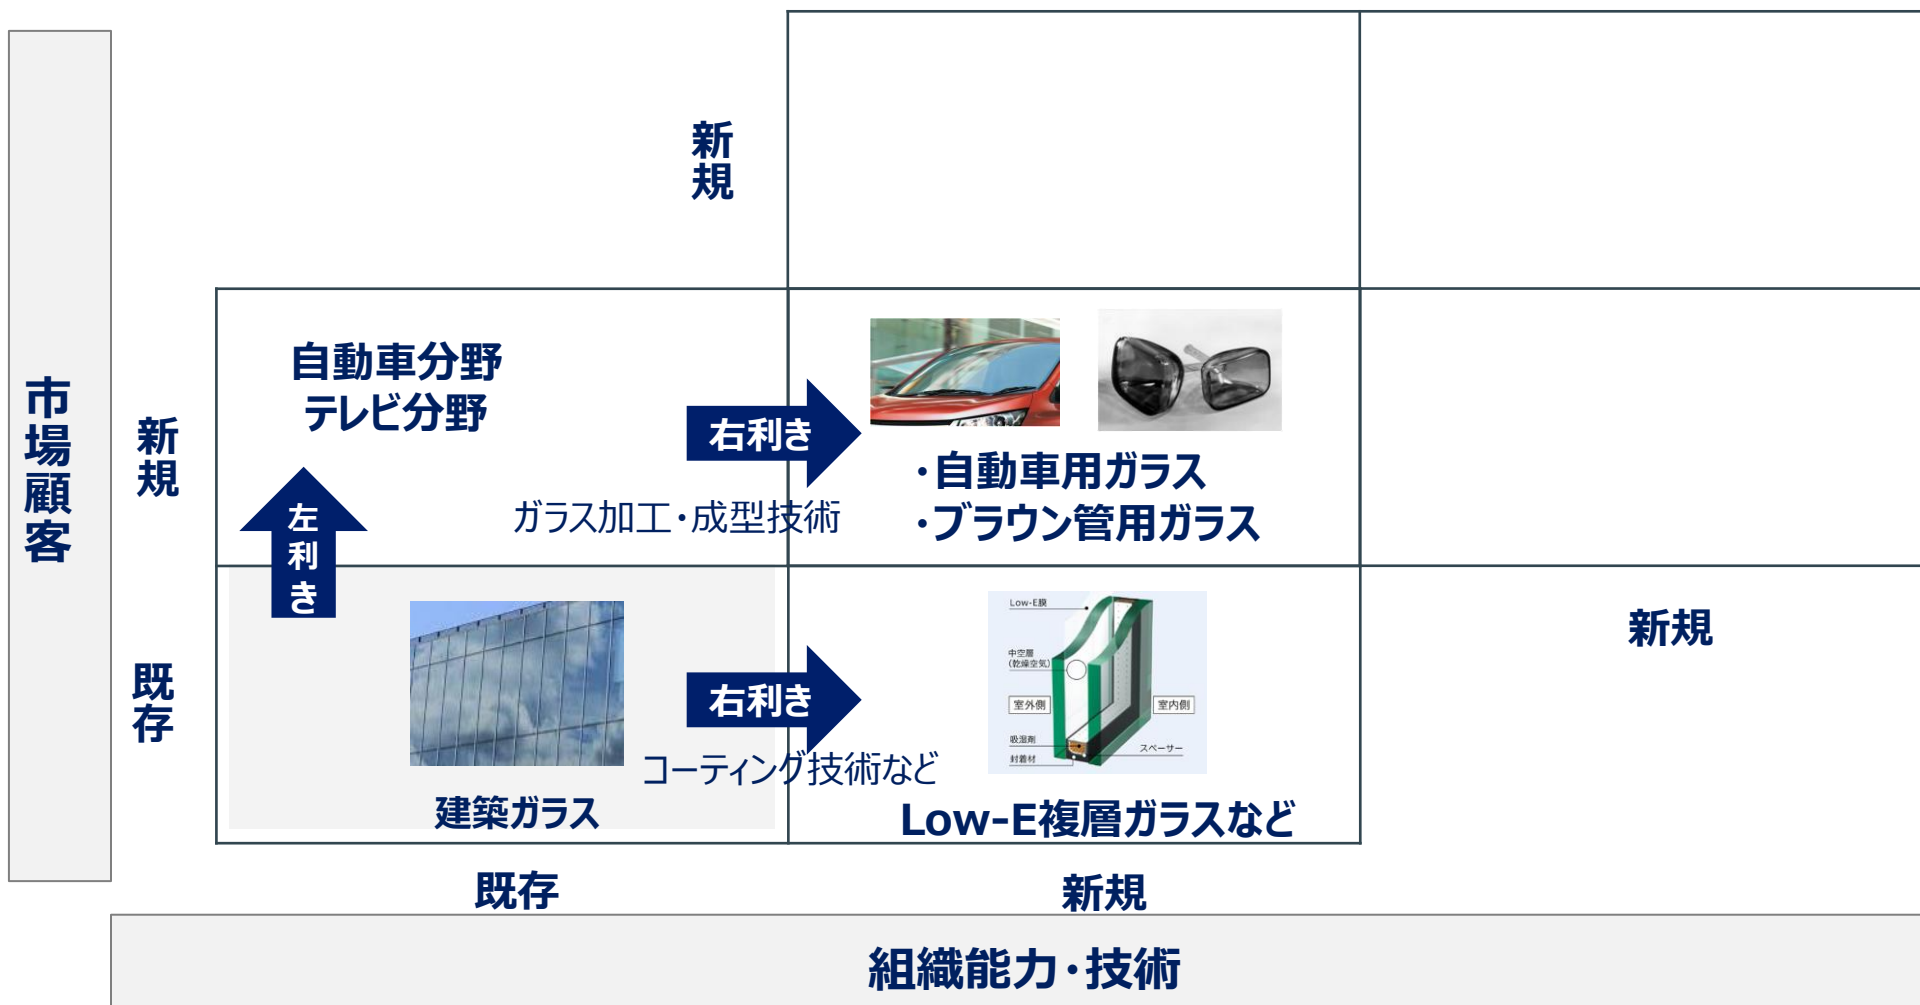 市場顧客
新規
新規
既存
自動車分野
テレビ分野
左利き
右利き
ガラス加工・成型技術
・自動車用ガラス
・ブラウン管用ガラス
建築ガラス
右利き
コーティング技術など
Low-E膜
中空層
(乾燥空気)
室外側
室内側
吸湿剤
スペーサー
封着材
Low-E複層ガラスなど
新規
既存
新規
組織能力・技術